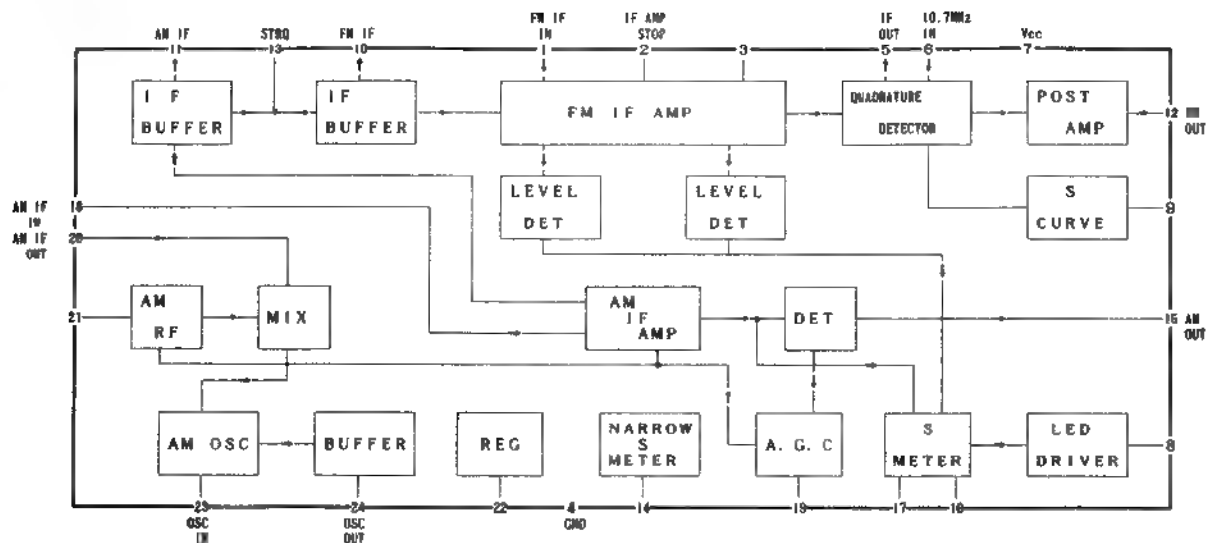 AM IF
STRQ
FM IF
FM IF
IN
IF AMP
STOP
IF
OUT
10.7MHz
IN
Vcc
11
13
10
1
2
3
5
6
7
IF
BUFFER
IF
BUFFER
FM IF AMP
QUADRATURE
DETECTOR
POST
AMP
12
OUT
LEVEL
DET
LEVEL
DET
S
CURVE
9
AM IF
AM IF
OUT
20
21
AM
RF
MIX
AM
IF
AMP
DET
15
AM
OUT
AM OSC
BUFFER
REG
NARROW
S
METER
A.G.C
S
METER
LED
DRIVER
8
23
24
22
4
14
19
17
OSC
IN
OSC
OUT
GND